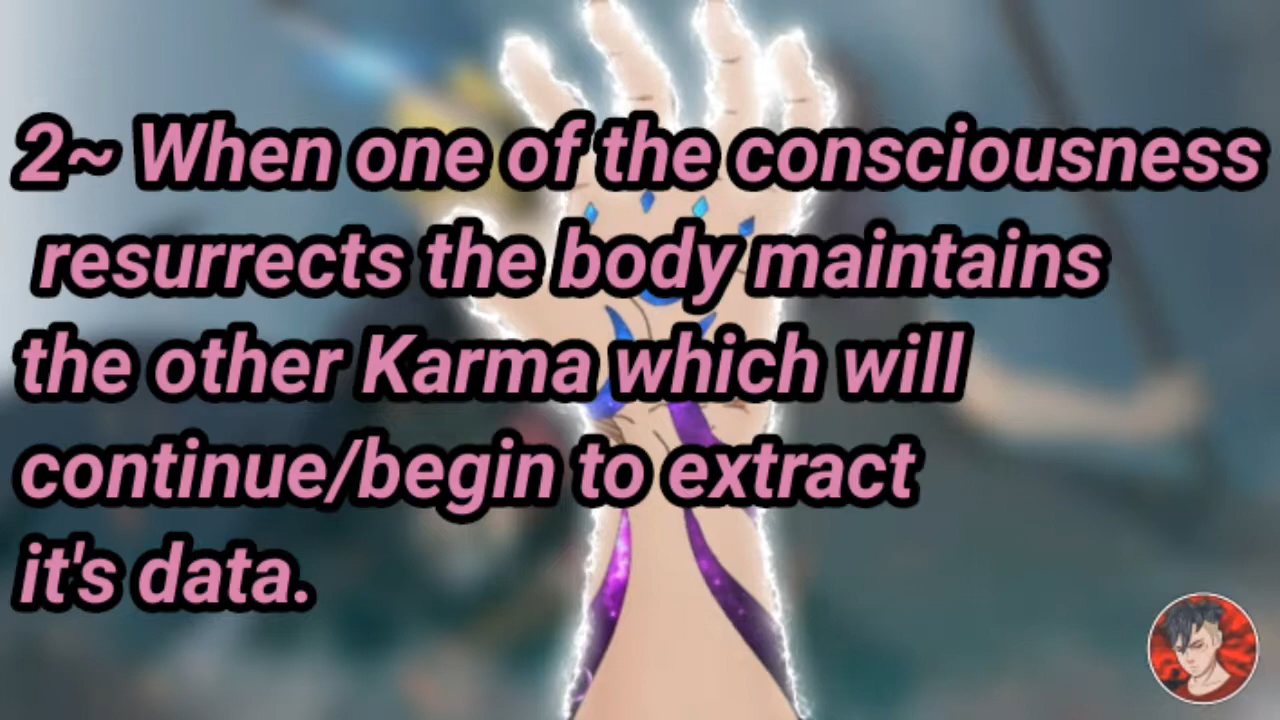 2~ When one of the consciousness
resurrects the body maintains
the other Karma which will
continue/begin to extract
it's data.